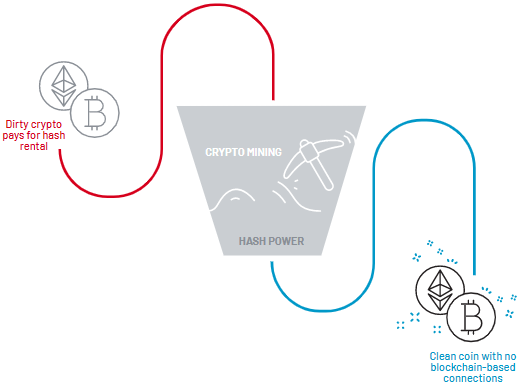 Dirty crypto
pays for hash
rental
CRYPTO MINING
HASH POWER
Clean coin with no
blockchain-based
connections